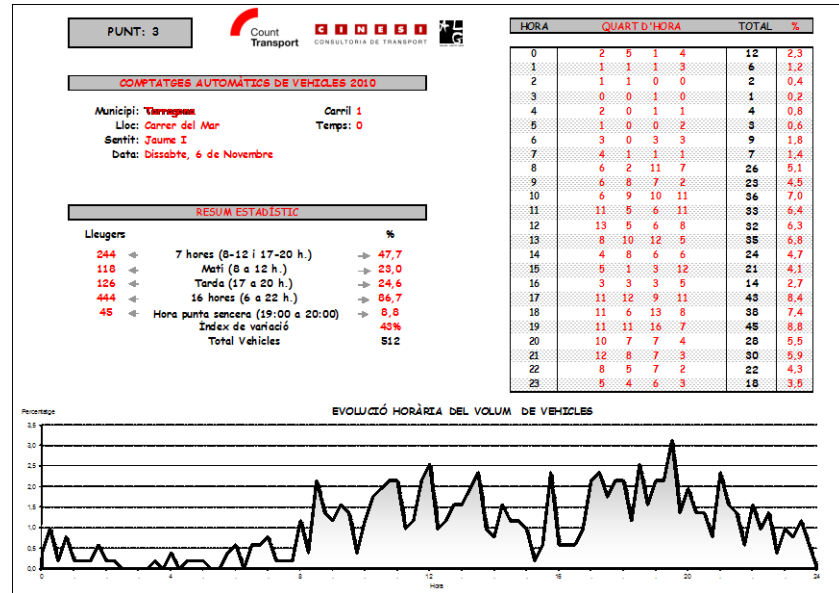 PUNT: 3
Count
Transport
CINESI
CONSULTORIA DE TRANSPORT
COMPTATGES AUTOMÀTICS DE VEHICLES 2010
Municipi: Carril 1
Lloc: Carrer del Mar Temps: 0
Sentit: Jaume I
Data: Dissabte, 6 de Novembre
RESUM ESTADÍSTIC
Lleugers %
244 7 hores (8-12 i 17-20 h.) 47,7
118 Matí (8 a 12 h.) 23,0
126 Tarda (17 a 20 h.) 24,6
444 16 hores (6 a 22 h.) 86,7
45 Hora punta sencera (19:00 a 20:00) 8,8
Índex de variació 43%
Total Vehicles 512
HORA QUART D'HORA TOTAL %
0 2 5 1 4 12 2,3
1 1 1 1 3 6 1,2
2 1 1 0 0 2 0,4
3 0 0 1 0 1 0,2
4 2 0 1 1 4 0,8
5 1 0 0 2 3 0,6
6 3 0 3 3 9 1,8
7 4 1 1 1 7 1,4
8 6 2 11 7 26 5,1
9 6 8 7 2 23 4,5
10 6 9 10 11 36 7,0
11 11 5 6 11 33 6,4
12 13 5 6 8 32 6,3
13 8 10 12 5 35 6,8
14 4 8 6 6 24 4,7
15 5 1 3 12 21 4,1
16 3 3 3 5 14 2,7
17 11 12 9 11 43 8,4
18 11 6 13 8 38 7,4
19 11 11 16 7 45 8,8
20 10 7 7 4 28 5,5
21 12 8 7 3 30 5,9
22 8 5 7 2 22 4,3
23 5 4 6 3 18 3,5
EVOLUCIÓ HORÀRIA DEL VOLUM DE VEHICLES
Percentatge
3,5
3,0
2,5
2,0
1,5
1,0
0,5
0,0
0 4 8 12 16 20 24
Hora